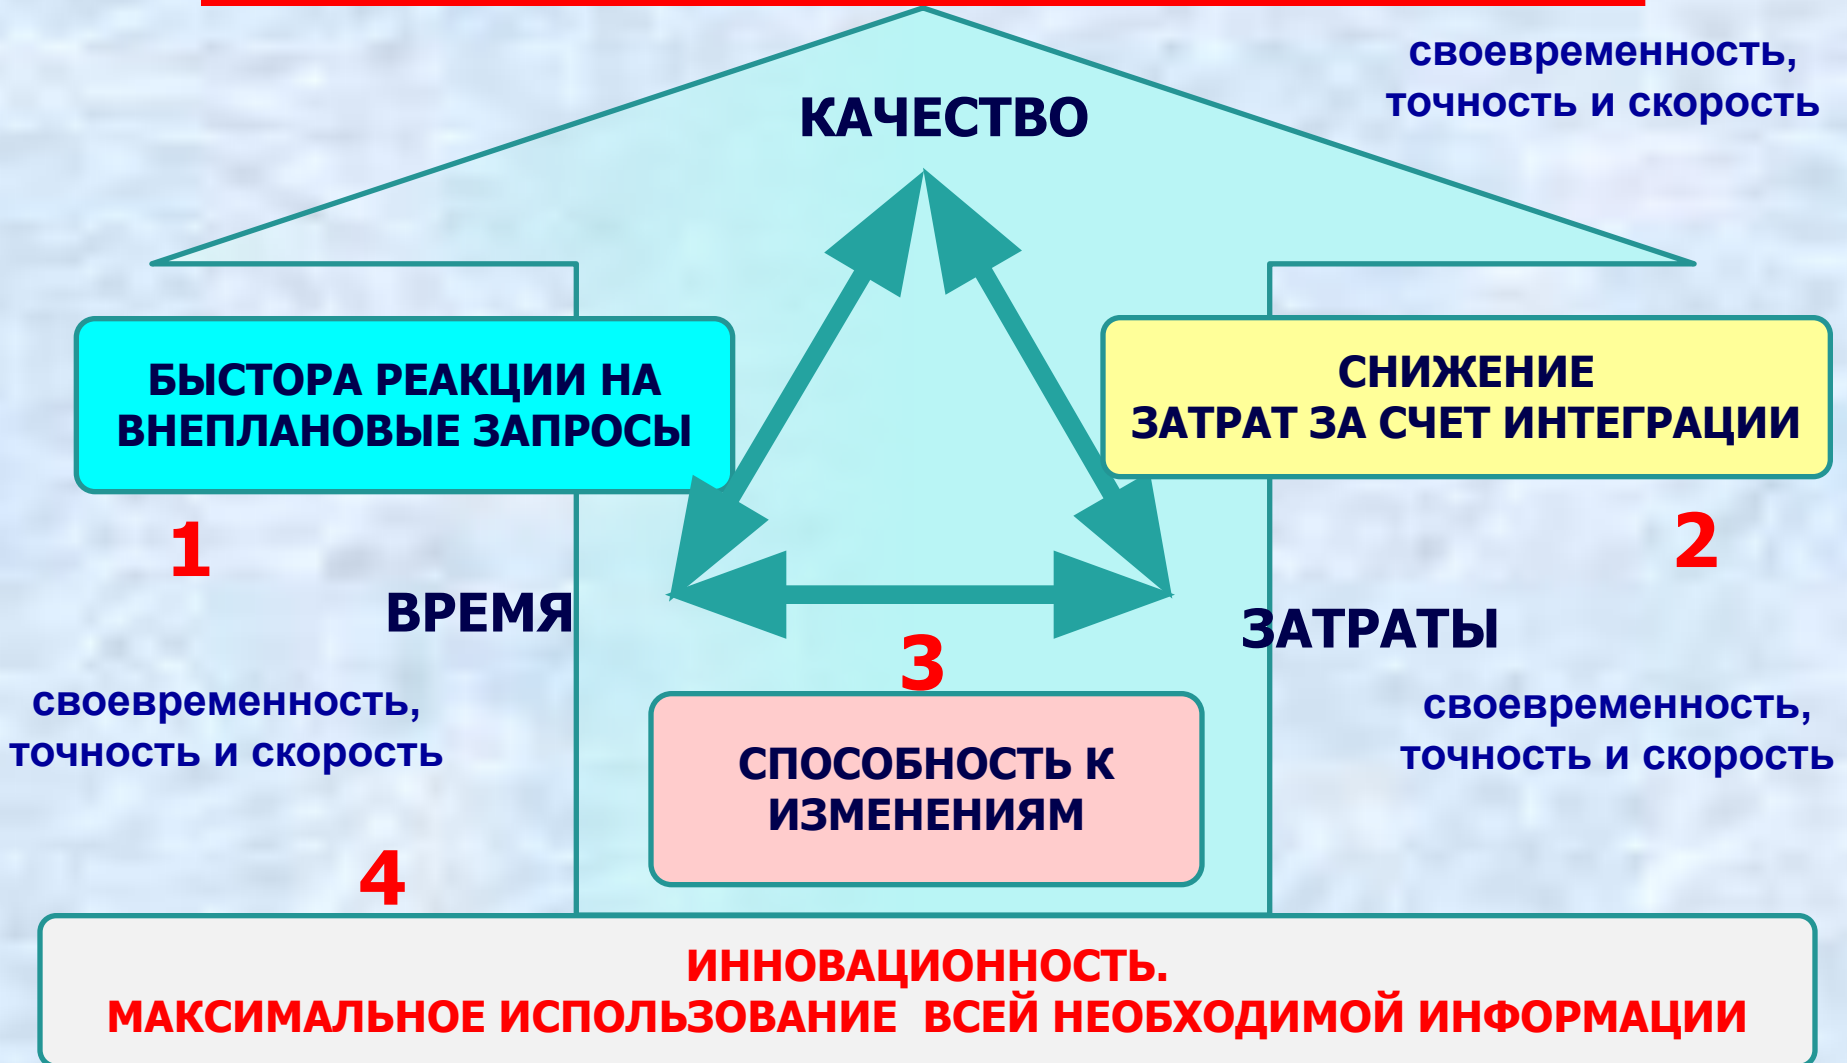 своевременность,
точность и скорость
КАЧЕСТВО
БЫСТОРА РЕАКЦИИ НА
ВНЕПЛАНОВЫЕ ЗАПРОСЫ
СНИЖЕНИЕ
ЗАТРАТ ЗА СЧЕТ ИНТЕГРАЦИИ
1
2
ВРЕМЯ
ЗАТРАТЫ
3
своевременность,
точность и скорость
своевременность,
точность и скорость
СПОСОБНОСТЬ К
ИЗМЕНЕНИЯМ
4
ИННОВАЦИОННОСТЬ.
МАКСИМАЛЬНОЕ ИСПОЛЬЗОВАНИЕ ВСЕЙ НЕОБХОДИМОЙ ИНФОРМАЦИИ